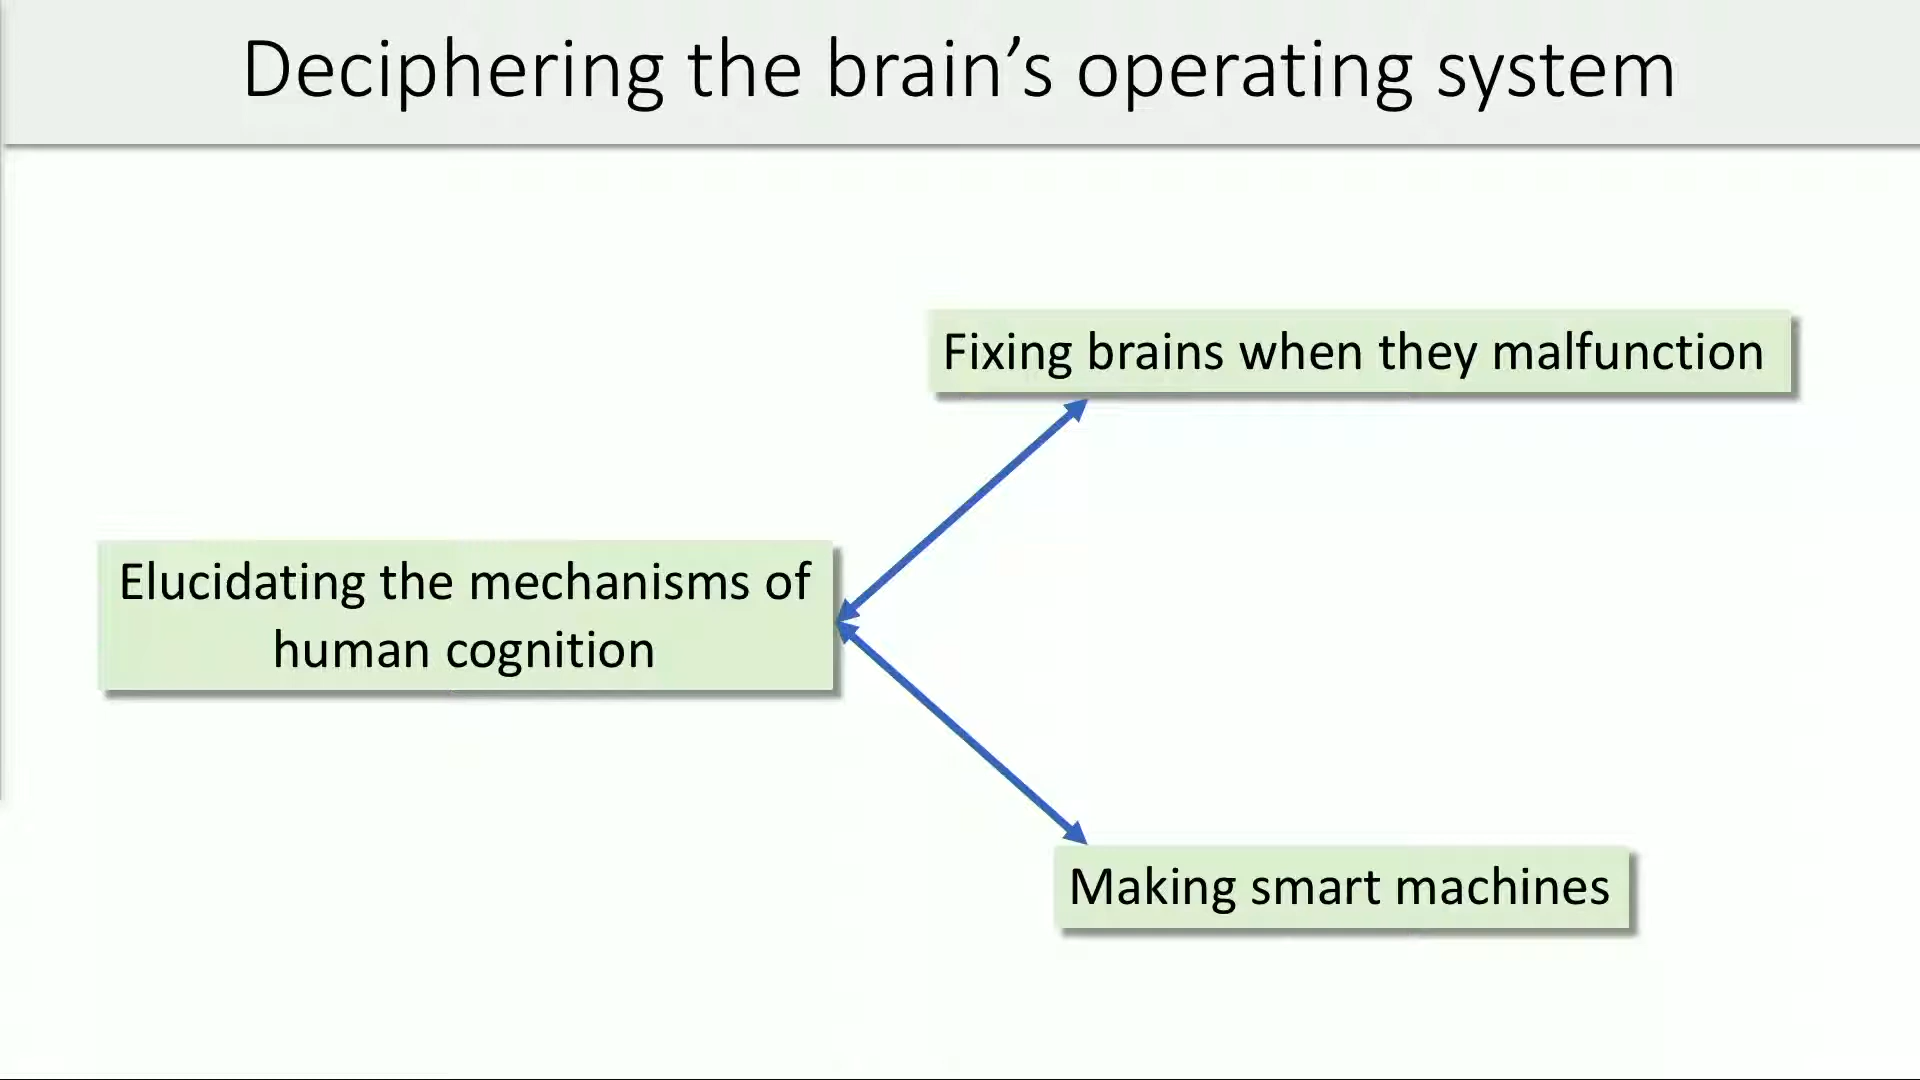 Deciphering the brain’s operating system
Fixing brains when they malfunction
Elucidating the mechanisms of
human cognition
Making smart machines